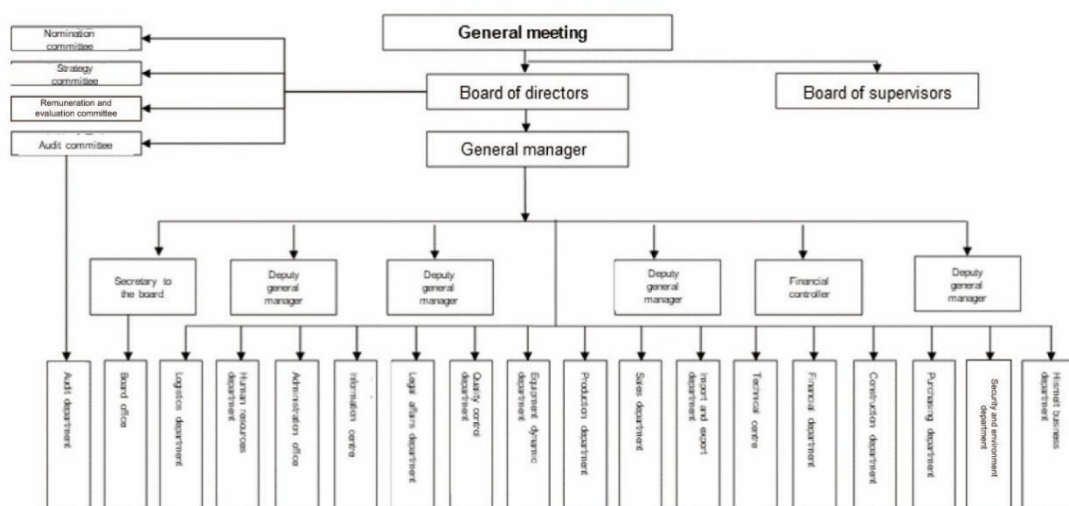 General meeting
Nomination
committee
Strategy
committee
Remuneration and
evaluation committee
Audit committee
Board of directors
Board of supervisors
General manager
Secretary to
the board
Deputy
general
manager
Deputy
general
manager
Deputy
general
manager
Financial
controller
Deputy
general
manager
Audit department
Board office
Logistics department
Human resources
department
Administration office
Information centre
Legal affairs department
Quality control
department
Equipment dynamic
department
Production department
Sales department
Import and export
department
Technical centre
Financial department
Construction department
Purchasing department
Security and environment
department
business
department